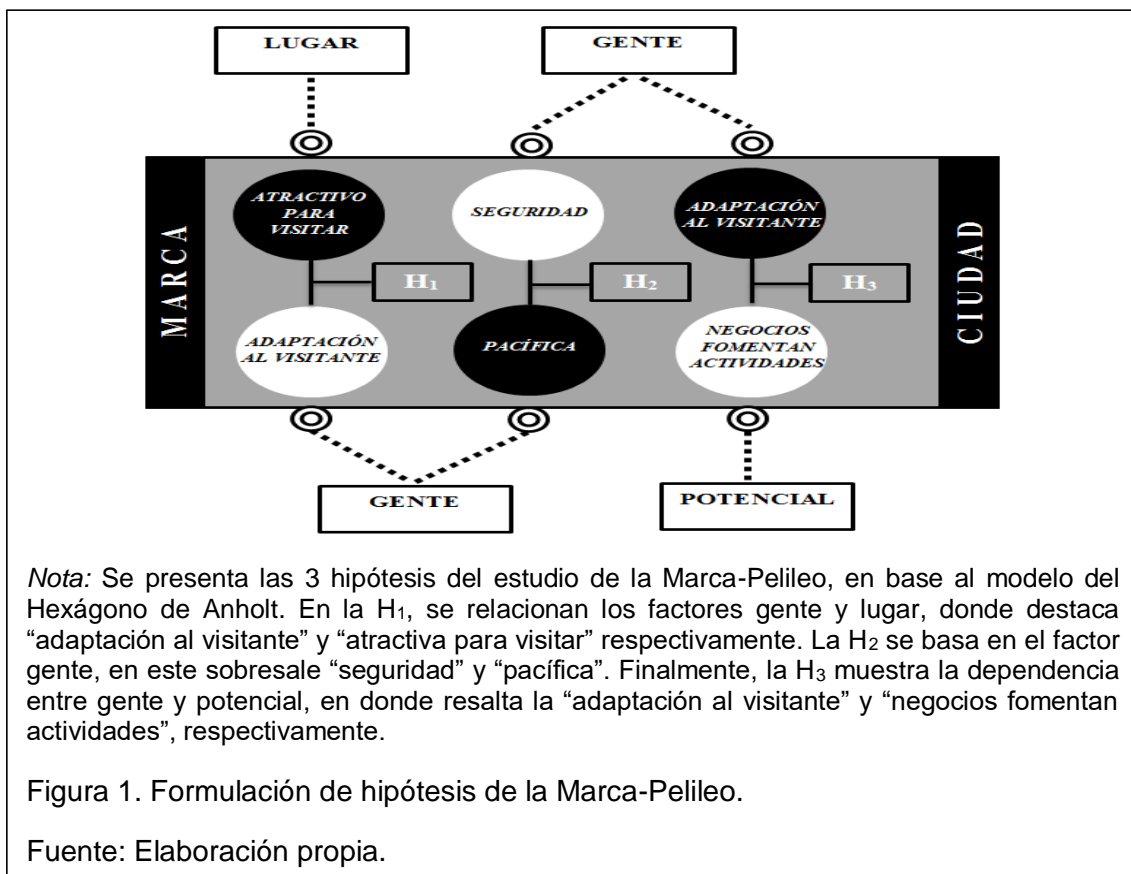 LUGAR
GENTE
MARCA
CIUDAD
ATRACTIVO
PARA
VISITAR
SEGURIDAD
ADAPTACIÓN
AL VISITANTE
H1
H2
H3
ADAPTACIÓN
AL VISITANTE
PACÍFICA
NEGOCIOS
FOMENTAN
ACTIVIDADES
GENTE
POTENCIAL
Nota: Se presenta las 3 hipótesis del estudio de la Marca-Pelileo, en base al modelo del
Hexágono de Anholt. En la H1, se relacionan los factores gente y lugar, donde destaca
“adaptación al visitante” y “atractiva para visitar” respectivamente. La H2 se basa en el factor
gente, en este sobresale “seguridad” y “pacífica”. Finalmente, la H3 muestra la dependencia
entre gente y potencial, en donde resalta la “adaptación al visitante” y “negocios fomentan
actividades”, respectivamente.
Figura 1. Formulación de hipótesis de la Marca-Pelileo.
Fuente: Elaboración propia.